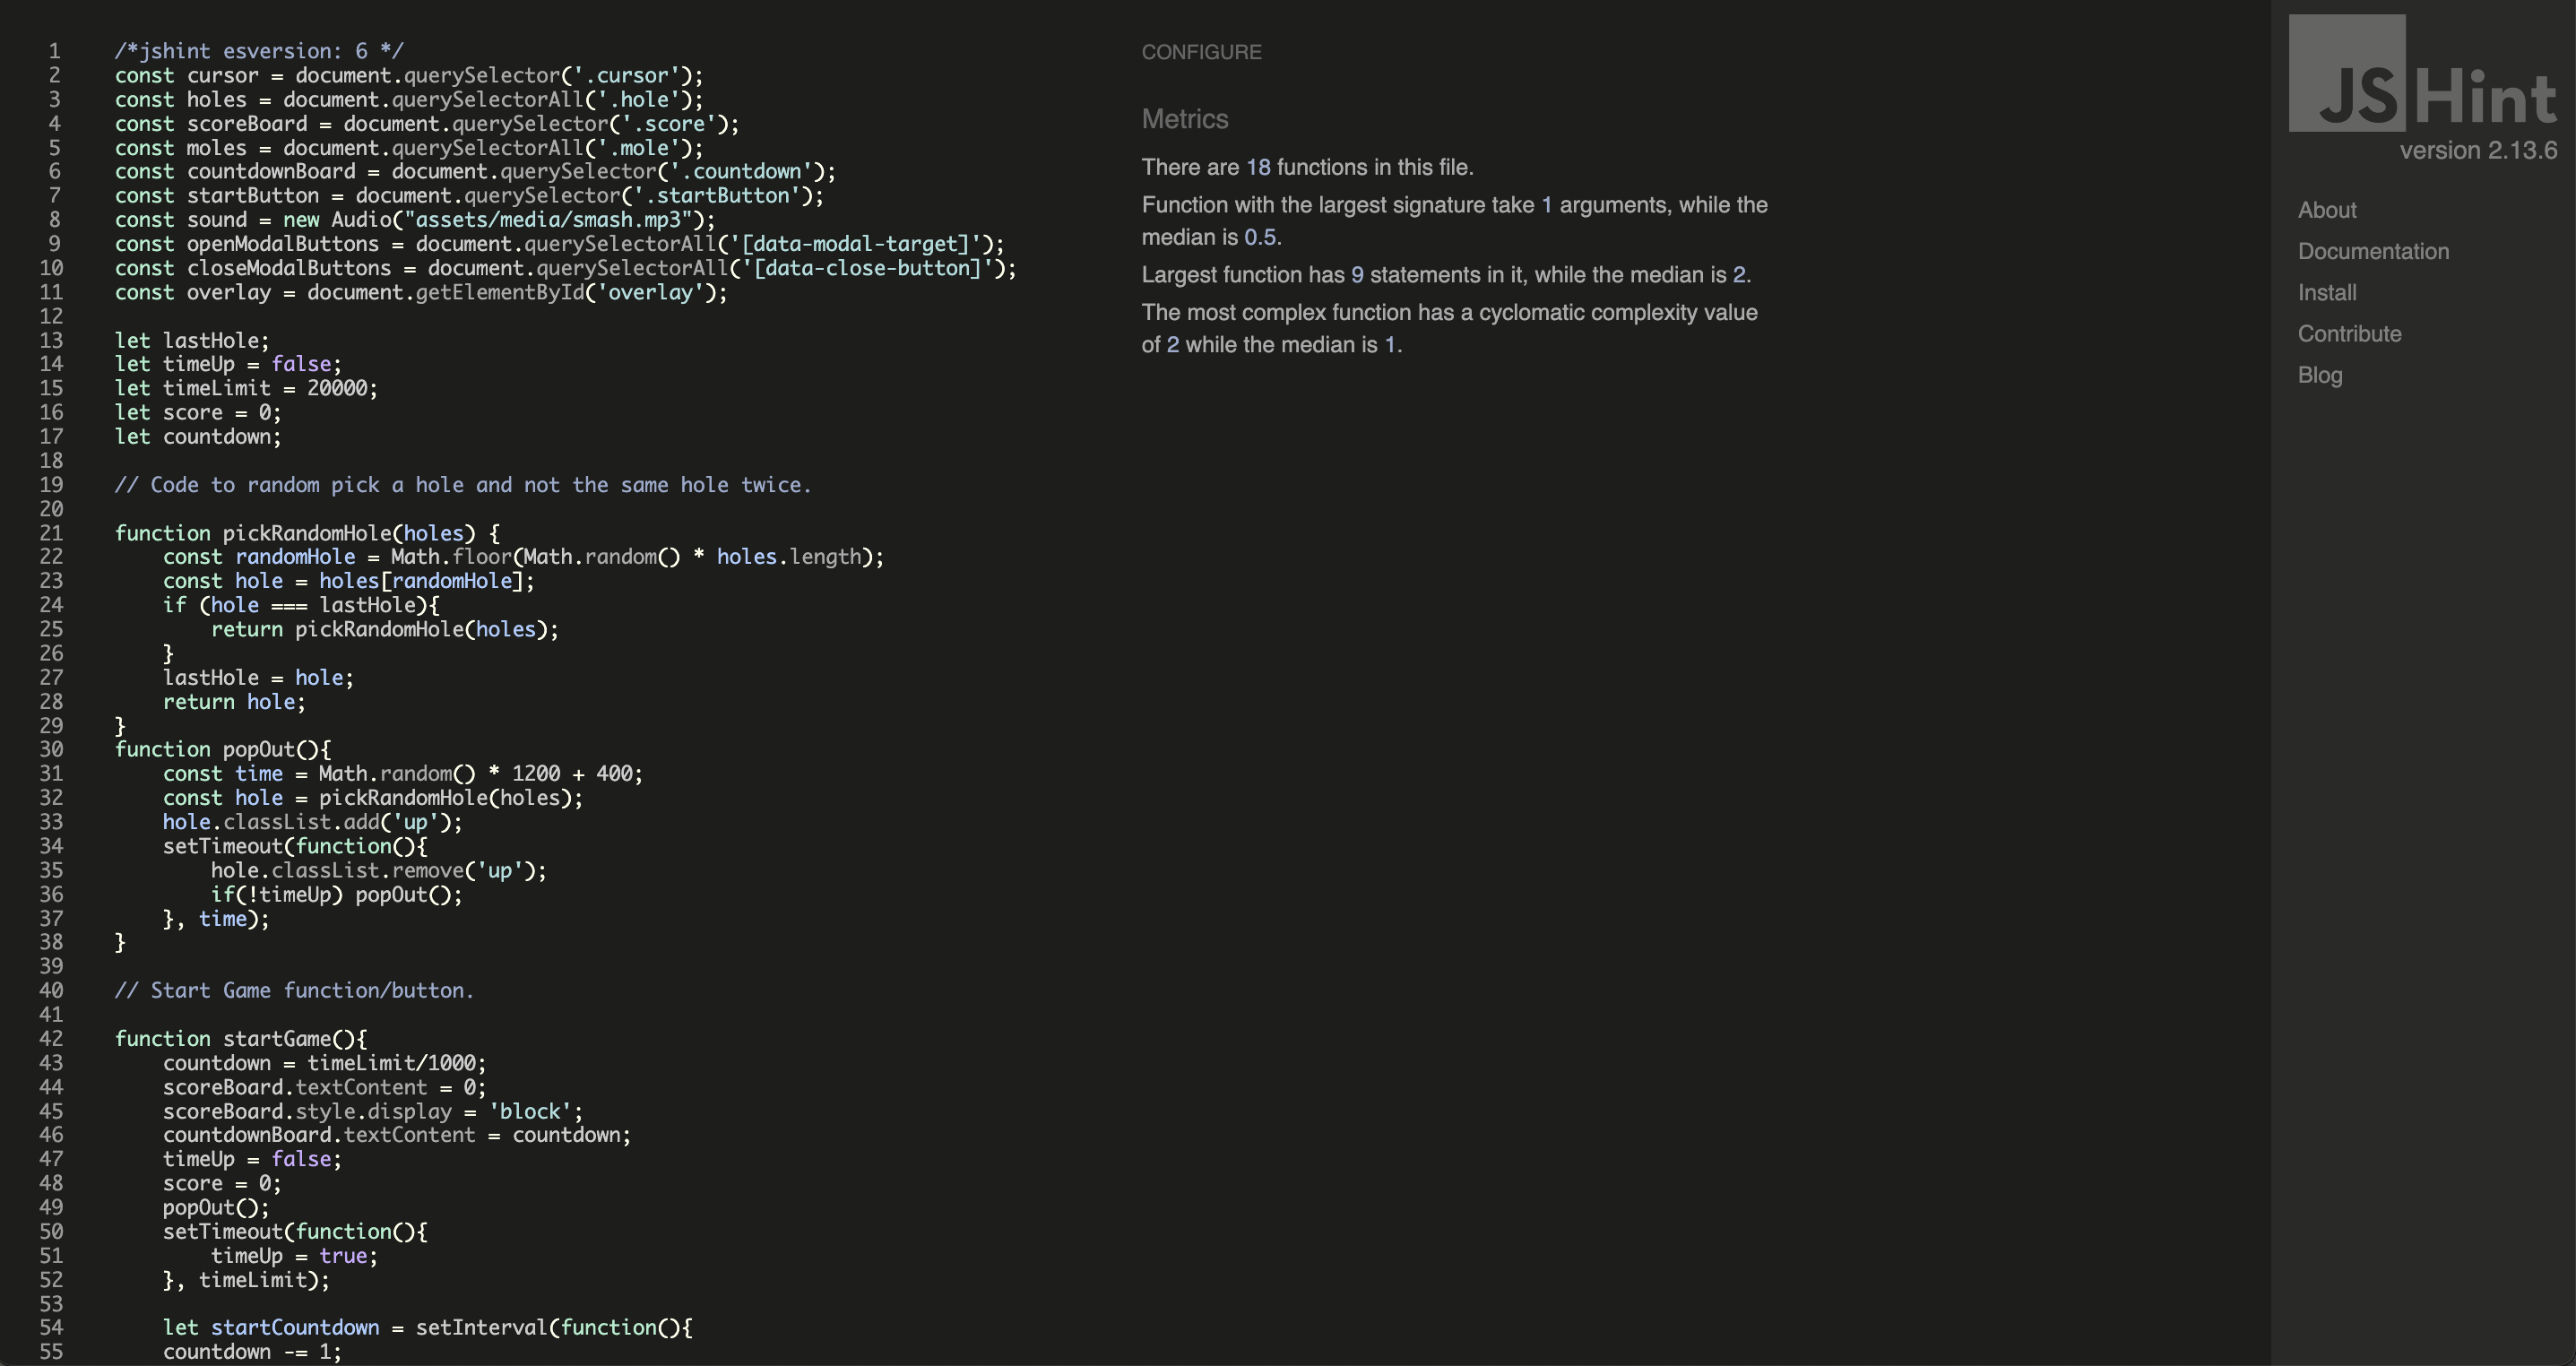 1 /*jshint esversion: 6 */
2 const cursor = document.querySelector('.cursor');
3 const holes = document.querySelectorAll('.hole');
4 const scoreBoard = document.querySelector('.score');
5 const moles = document.querySelectorAll('.mole');
6 const countdownBoard = document.querySelector('.countdown');
7 const startButton = document.querySelector('.startButton');
8 const sound = new Audio("assets/media/smash.mp3");
9 const openModalButtons = document.querySelectorAll('[data-modal-target]');
10 const closeModalButtons = document.querySelectorAll('[data-close-button]');
11 const overlay = document.getElementById('overlay');
12
13 let lastHole;
14 let timeUp = false;
15 let timeLimit = 20000;
16 let score = 0;
17 let countdown;
18
19 // Code to random pick a hole and not the same hole twice.
20
21 function pickRandomHole(holes) {
22     const randomHole = Math.floor(Math.random() * holes.length);
23     const hole = holes[randomHole];
24     if (hole === lastHole){
25         return pickRandomHole(holes);
26     }
27     lastHole = hole;
28     return hole;
29 }
30 function popOut(){
31     const time = Math.random() * 1200 + 400;
32     const hole = pickRandomHole(holes);
33     hole.classList.add('up');
34     setTimeout(function(){
35         hole.classList.remove('up');
36         if(!timeUp) popOut();
37     }, time);
38 }
39
40 // Start Game function/button.
41
42 function startGame(){
43     countdown = timeLimit/1000;
44     scoreBoard.textContent = 0;
45     scoreBoard.style.display = 'block';
46     countdownBoard.textContent = countdown;
47     timeUp = false;
48     score = 0;
49     popOut();
50     setTimeout(function(){
51         timeUp = true;
52     }, timeLimit);
53
54     let startCountdown = setInterval(function(){
55     countdown -= 1;
CONFIGURE
Metrics
There are 18 functions in this file.
Function with the largest signature take 1 arguments, while the
median is 0.5.
Largest function has 9 statements in it, while the median is 2.
The most complex function has a cyclomatic complexity value
of 2 while the median is 1.
JSHint
version 2.13.6
About
Documentation
Install
Contribute
Blog